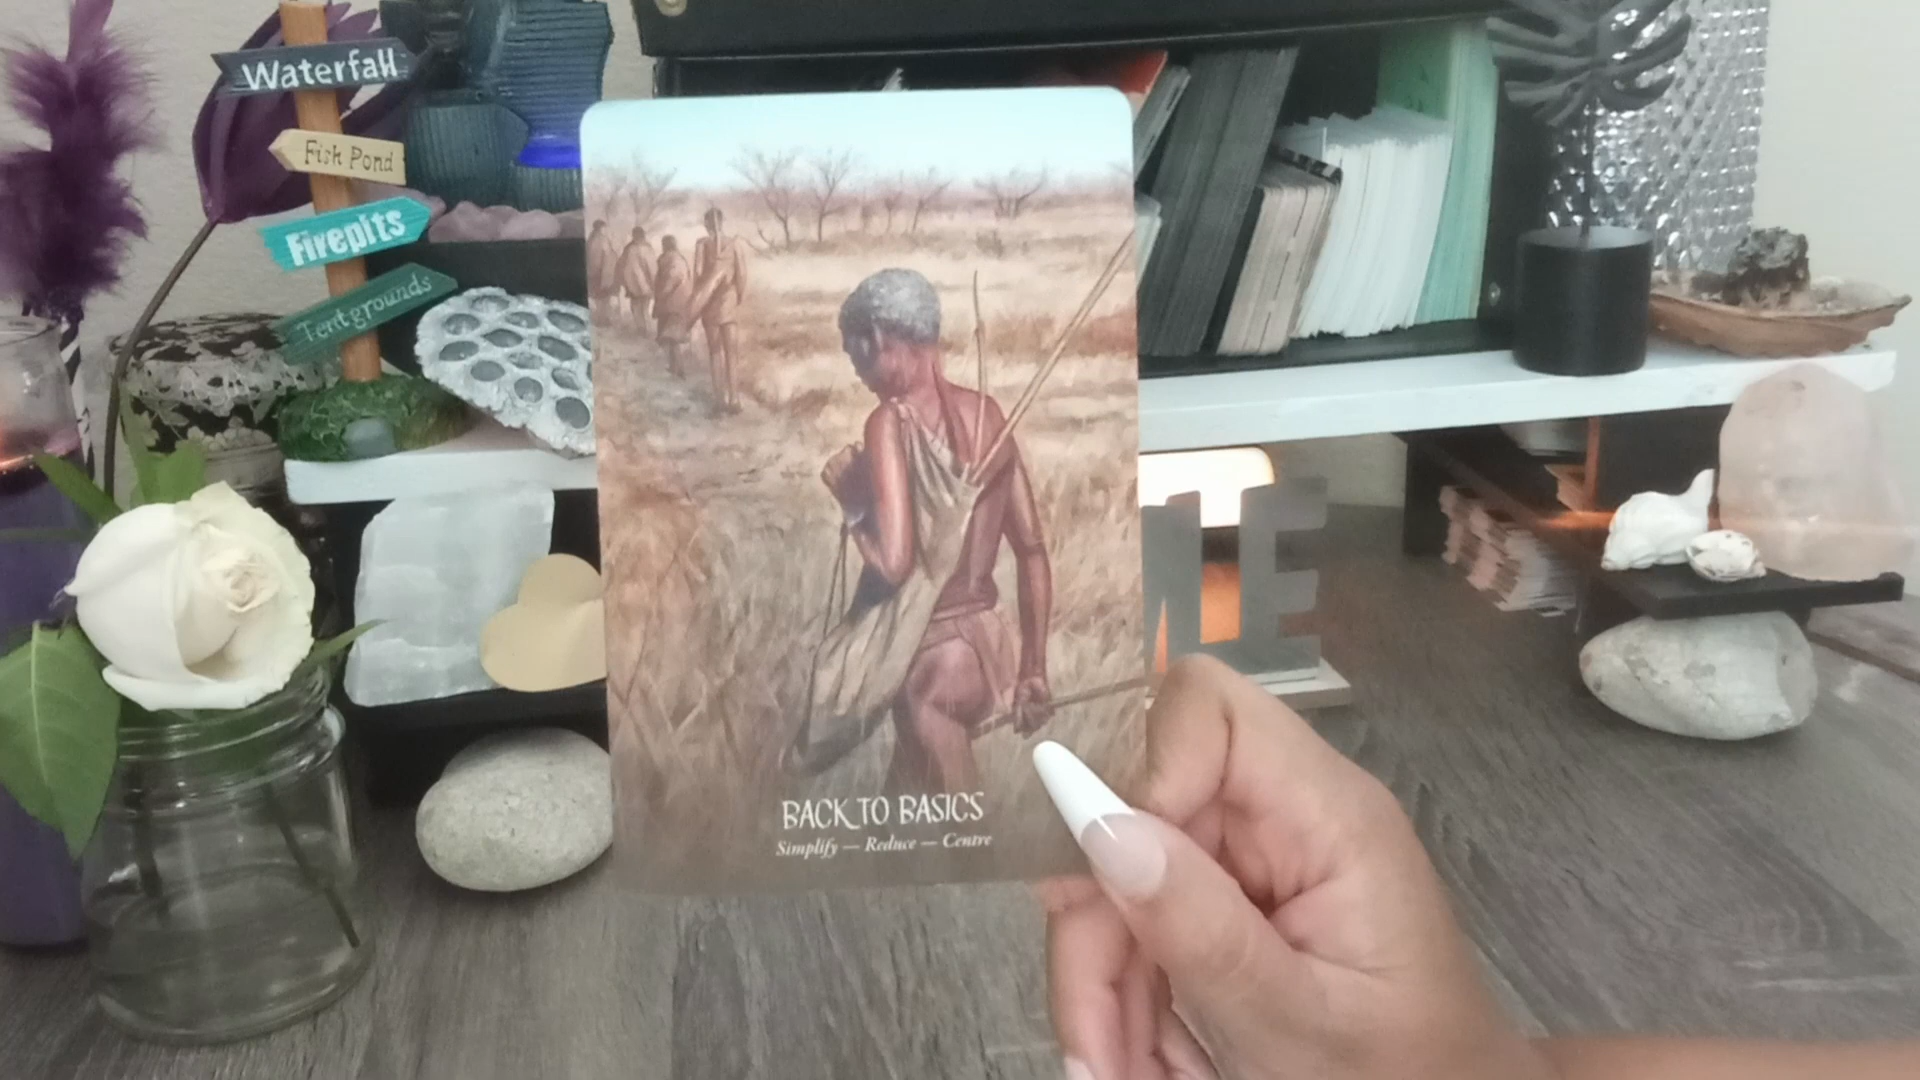 Waterfall
Fish Pond
Firepits
Tentgrounds
BACK TO BASICS
Simplify — Reduce — Centre